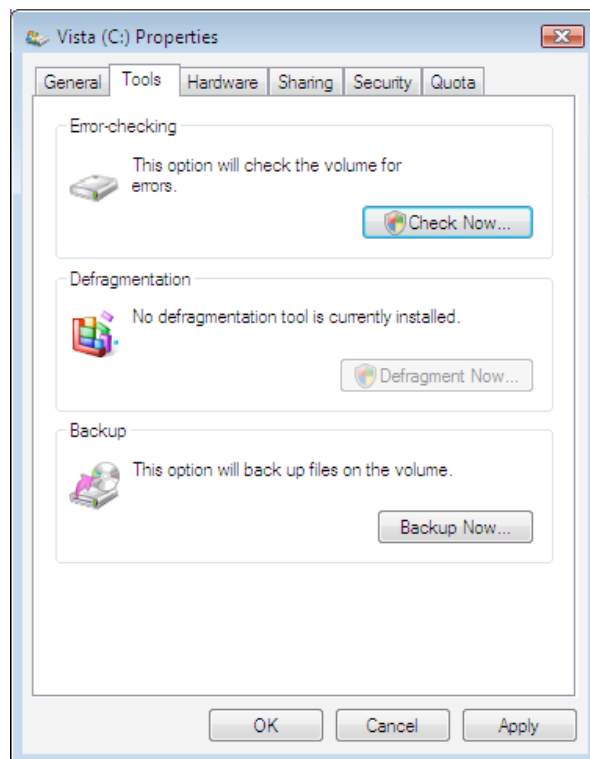 Vista (C:) Properties
General Tools Hardware Sharing Security Quota
Error-checking
This option will check the volume for
errors.
Check Now...
Defragmentation
No defragmentation tool is currently installed.
Defragment Now...
Backup
This option will back up files on the volume.
Backup Now...
OK Cancel Apply